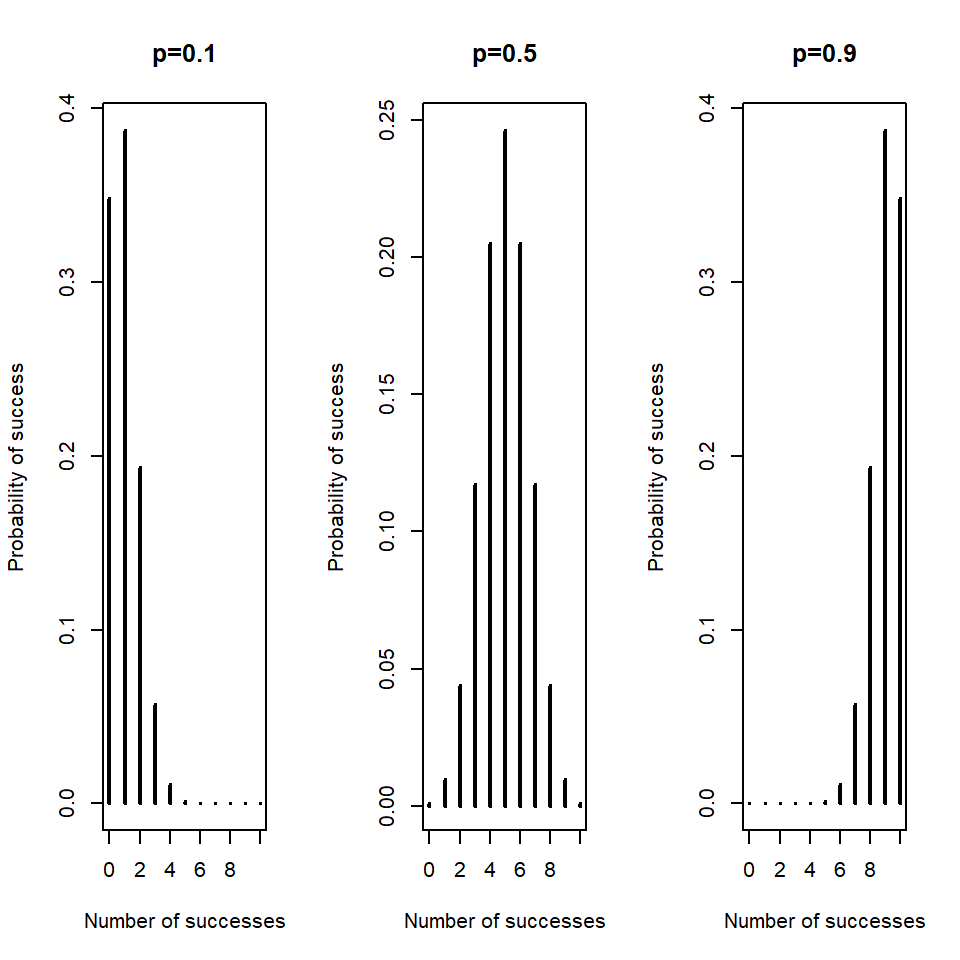 p=0.1
Probability of success
0.4
0.3
0.2
0.1
0.0
0 2 4 6 8
Number of successes
p=0.5
Probability of success
0.25
0.20
0.15
0.10
0.05
0.00
0 2 4 6 8
Number of successes
p=0.9
Probability of success
0.4
0.3
0.2
0.1
0.0
0 2 4 6 8
Number of successes